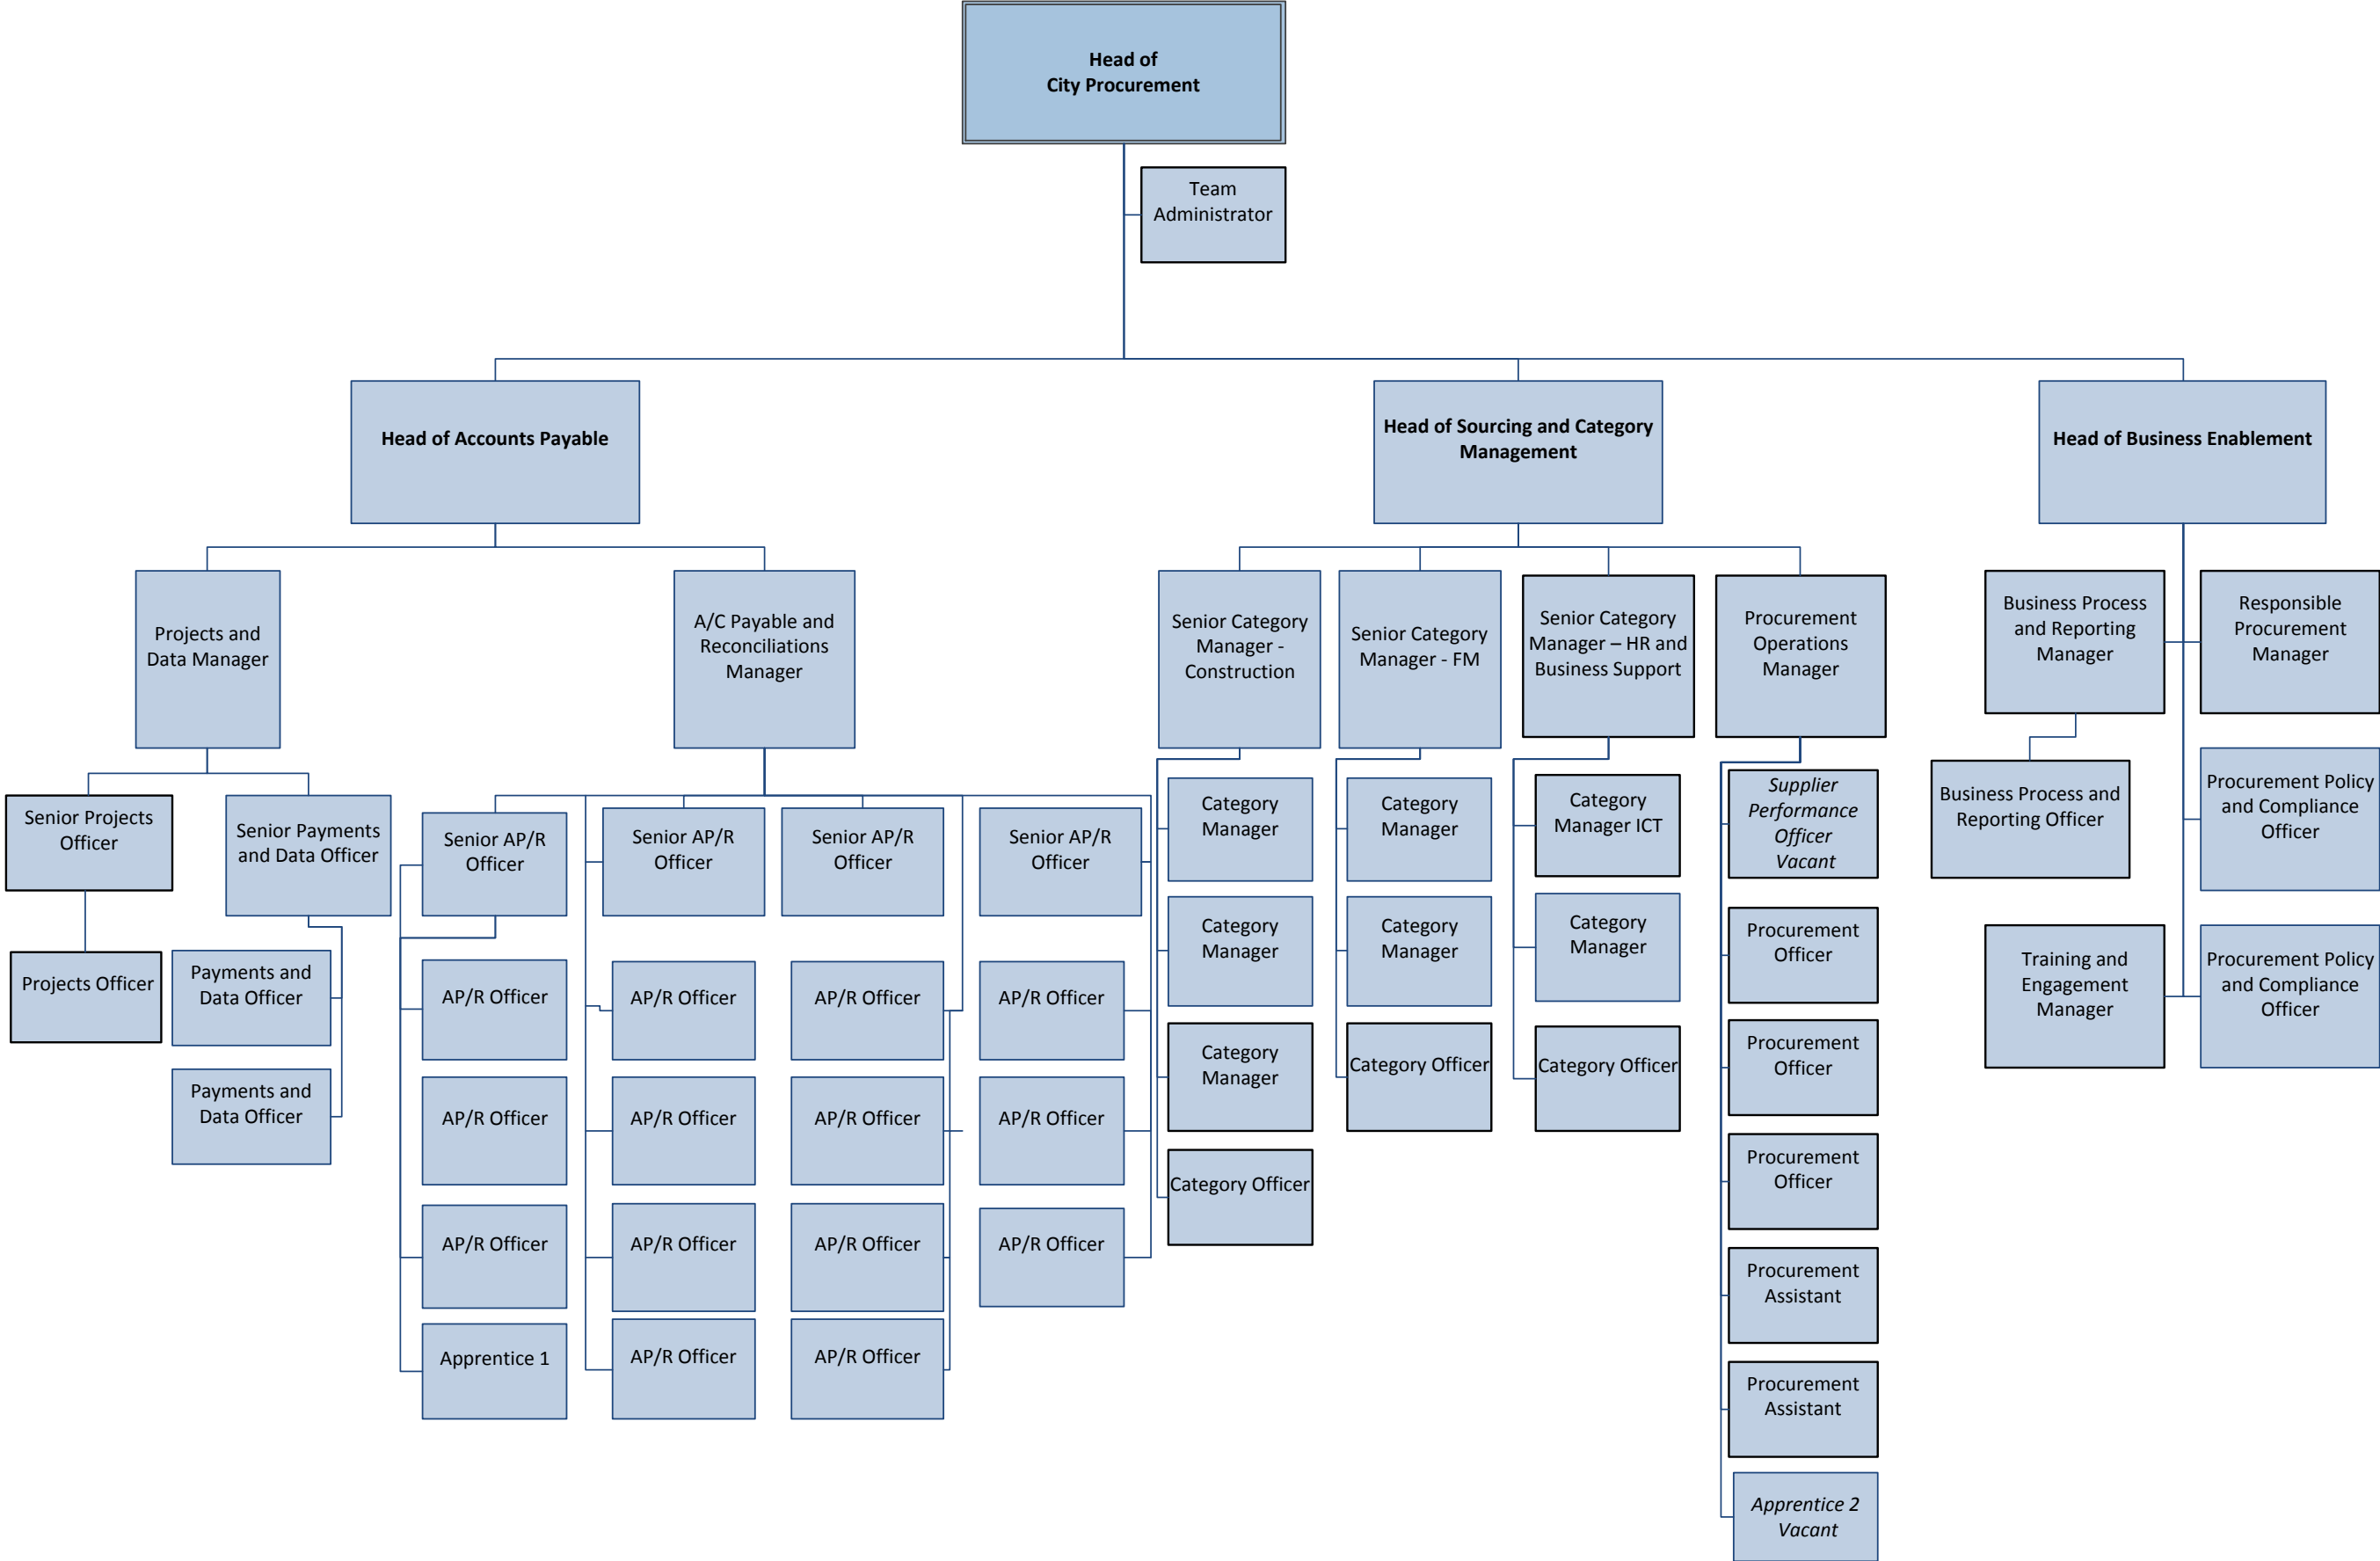 Head of
City Procurement
Team
Administrator
Head of Accounts Payable
Head of Sourcing and Category
Management
Head of Business Enablement
Projects and
Data Manager
A/C Payable and
Reconciliations
Manager
Senior Category
Manager -
Construction
Senior Category
Manager - FM
Senior Category
Manager – HR and
Business Support
Procurement
Operations
Manager
Business Process
and Reporting
Manager
Responsible
Procurement
Manager
Senior Projects
Officer
Senior Payments
and Data Officer
Senior AP/R
Officer
Senior AP/R
Officer
Senior AP/R
Officer
Senior AP/R
Officer
Category
Manager
Category
Manager
Category
Manager ICT
Supplier
Performance
Officer
Vacant
Business Process and
Reporting Officer
Procurement Policy
and Compliance
Officer
Projects Officer
Payments and
Data Officer
AP/R Officer
AP/R Officer
AP/R Officer
AP/R Officer
Category
Manager
Category
Manager
Category
Manager
Procurement
Officer
Training and
Engagement
Manager
Procurement Policy
and Compliance
Officer
Payments and
Data Officer
AP/R Officer
AP/R Officer
AP/R Officer
AP/R Officer
Category
Manager
Category Officer
Category Officer
Procurement
Officer
AP/R Officer
AP/R Officer
AP/R Officer
AP/R Officer
Category Officer
Procurement
Officer
Procurement
Assistant
Apprentice 1
AP/R Officer
AP/R Officer
Procurement
Assistant
Apprentice 2
Vacant